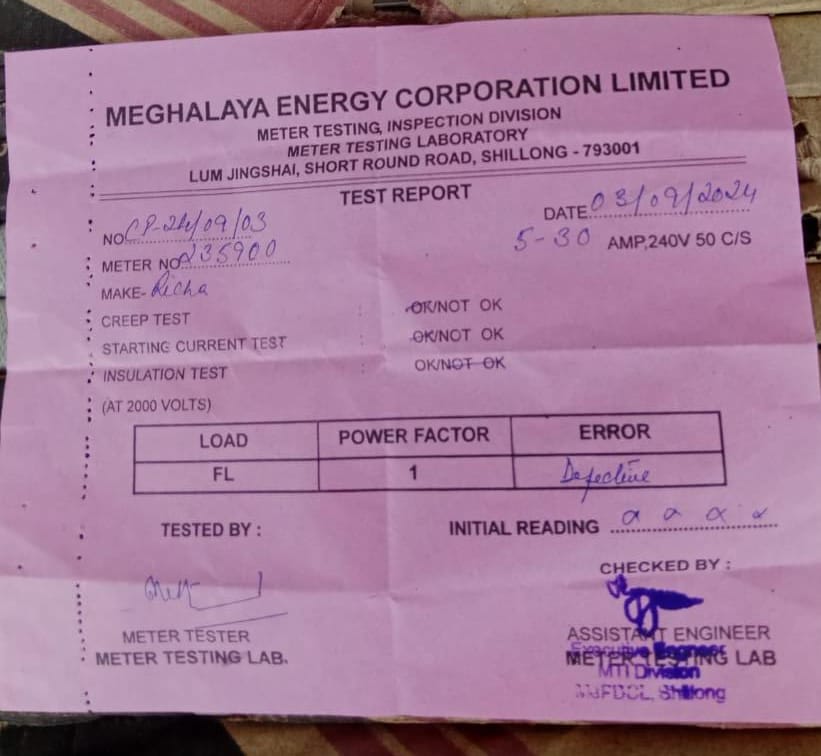 MEGHALAYA ENERGY CORPORATION LIMITED
METER TESTING, INSPECTION DIVISION
METER TESTING LABORATORY
LUM JINGSHAI, SHORT ROUND ROAD, SHILLONG - 793001
TEST REPORT
NO. CP-24/09/03 DATE 03/09/2024
METER NO. 235900 5-30 AMP,240V 50 C/S
MAKE- Richa
CREEP TEST : OK/NOT OK
STARTING CURRENT TEST : OK/NOT OK
INSULATION TEST : OK/NOT OK
(AT 2000 VOLTS)
LOAD POWER FACTOR ERROR
FL 1 Defective
TESTED BY : INITIAL READING
CHECKED BY :
METER TESTER ASSISTANT ENGINEER
METER TESTING LAB. METER TESTING LAB
Executive Engineer
MTI Division
Shillong